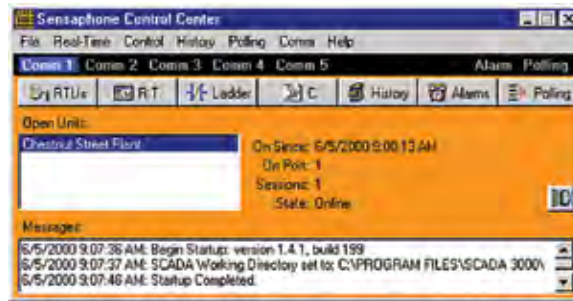 Sensaphone Control Center
File Real-Time Control History Polling Comm Help
Comm 1 Comm 2 Comm 3 Comm 4 Comm 5 Alarm Polling
RTUs R.T. Ladder C History Alarms Polling
Open Units:
Chestnut Street Plant
On Since: 6/5/2000 9:00:13 AM
On Port: 1
Sessions: 1
State: Online
Messages:
6/5/2000 9:07:36 AM: Begin Startup: version 1.4.1, build 199
6/5/2000 9:07:37 AM: SCADA Working Directory set to: C:\PROGRAM FILES\SCADA 3000\
6/5/2000 9:07:46 AM: Startup Completed.